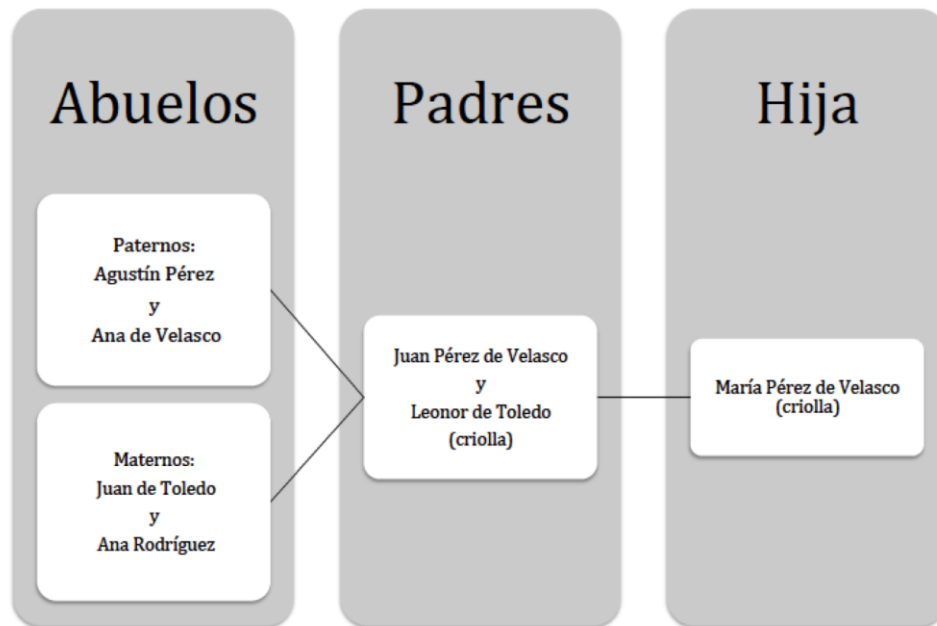 Abuelos
Paternos:
Agustín Pérez
y
Ana de Velasco
Maternos:
Juan de Toledo
y
Ana Rodríguez
Padres
Juan Pérez de Velasco
y
Leonor de Toledo
(criolla)
Hija
María Pérez de Velasco
(criolla)